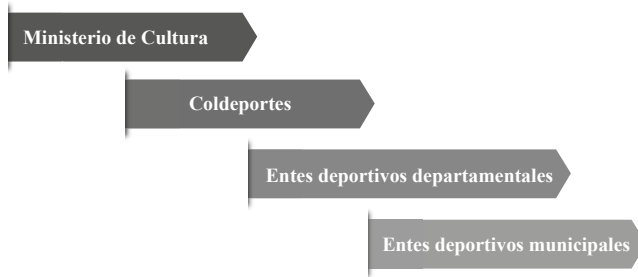 Ministerio de Cultura
Coldeportes
Entes deportivos departamentales
Entes deportivos municipales